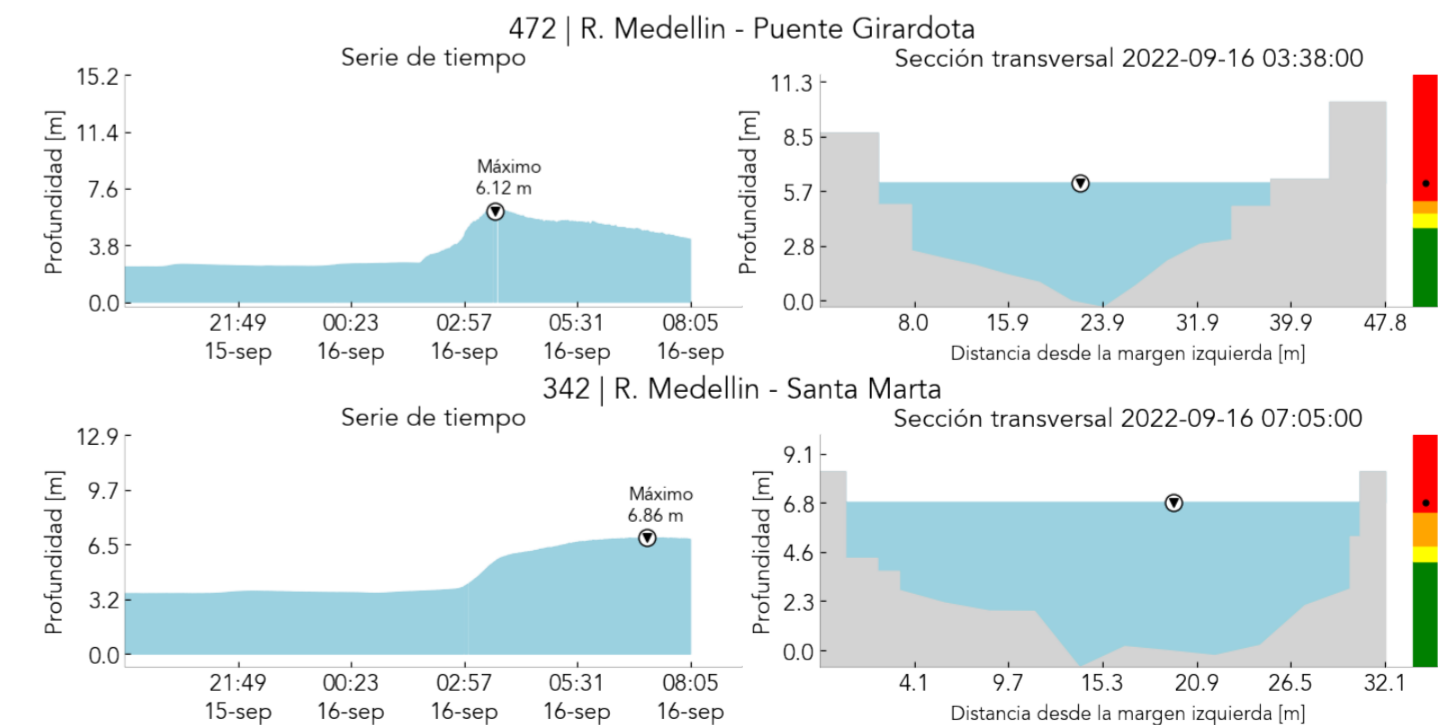 472 | R. Medellin - Puente Girardota
Serie de tiempo
Profundidad [m]
15.2
11.4
7.6
3.8
0.0
Máximo
6.12 m
21:49 00:23 02:57 05:31 08:05
15-sep 16-sep 16-sep 16-sep 16-sep
Sección transversal 2022-09-16 03:38:00
Profundidad [m]
11.3
8.5
5.7
2.8
0.0
8.0 15.9 23.9 31.9 39.9 47.8
Distancia desde la margen izquierda [m]
342 | R. Medellin - Santa Marta
Serie de tiempo
Profundidad [m]
12.9
9.7
6.5
3.2
0.0
Máximo
6.86 m
21:49 00:23 02:57 05:31 08:05
15-sep 16-sep 16-sep 16-sep 16-sep
Sección transversal 2022-09-16 07:05:00
Profundidad [m]
9.1
6.8
4.6
2.3
0.0
4.1 9.7 15.3 20.9 26.5 32.1
Distancia desde la margen izquierda [m]